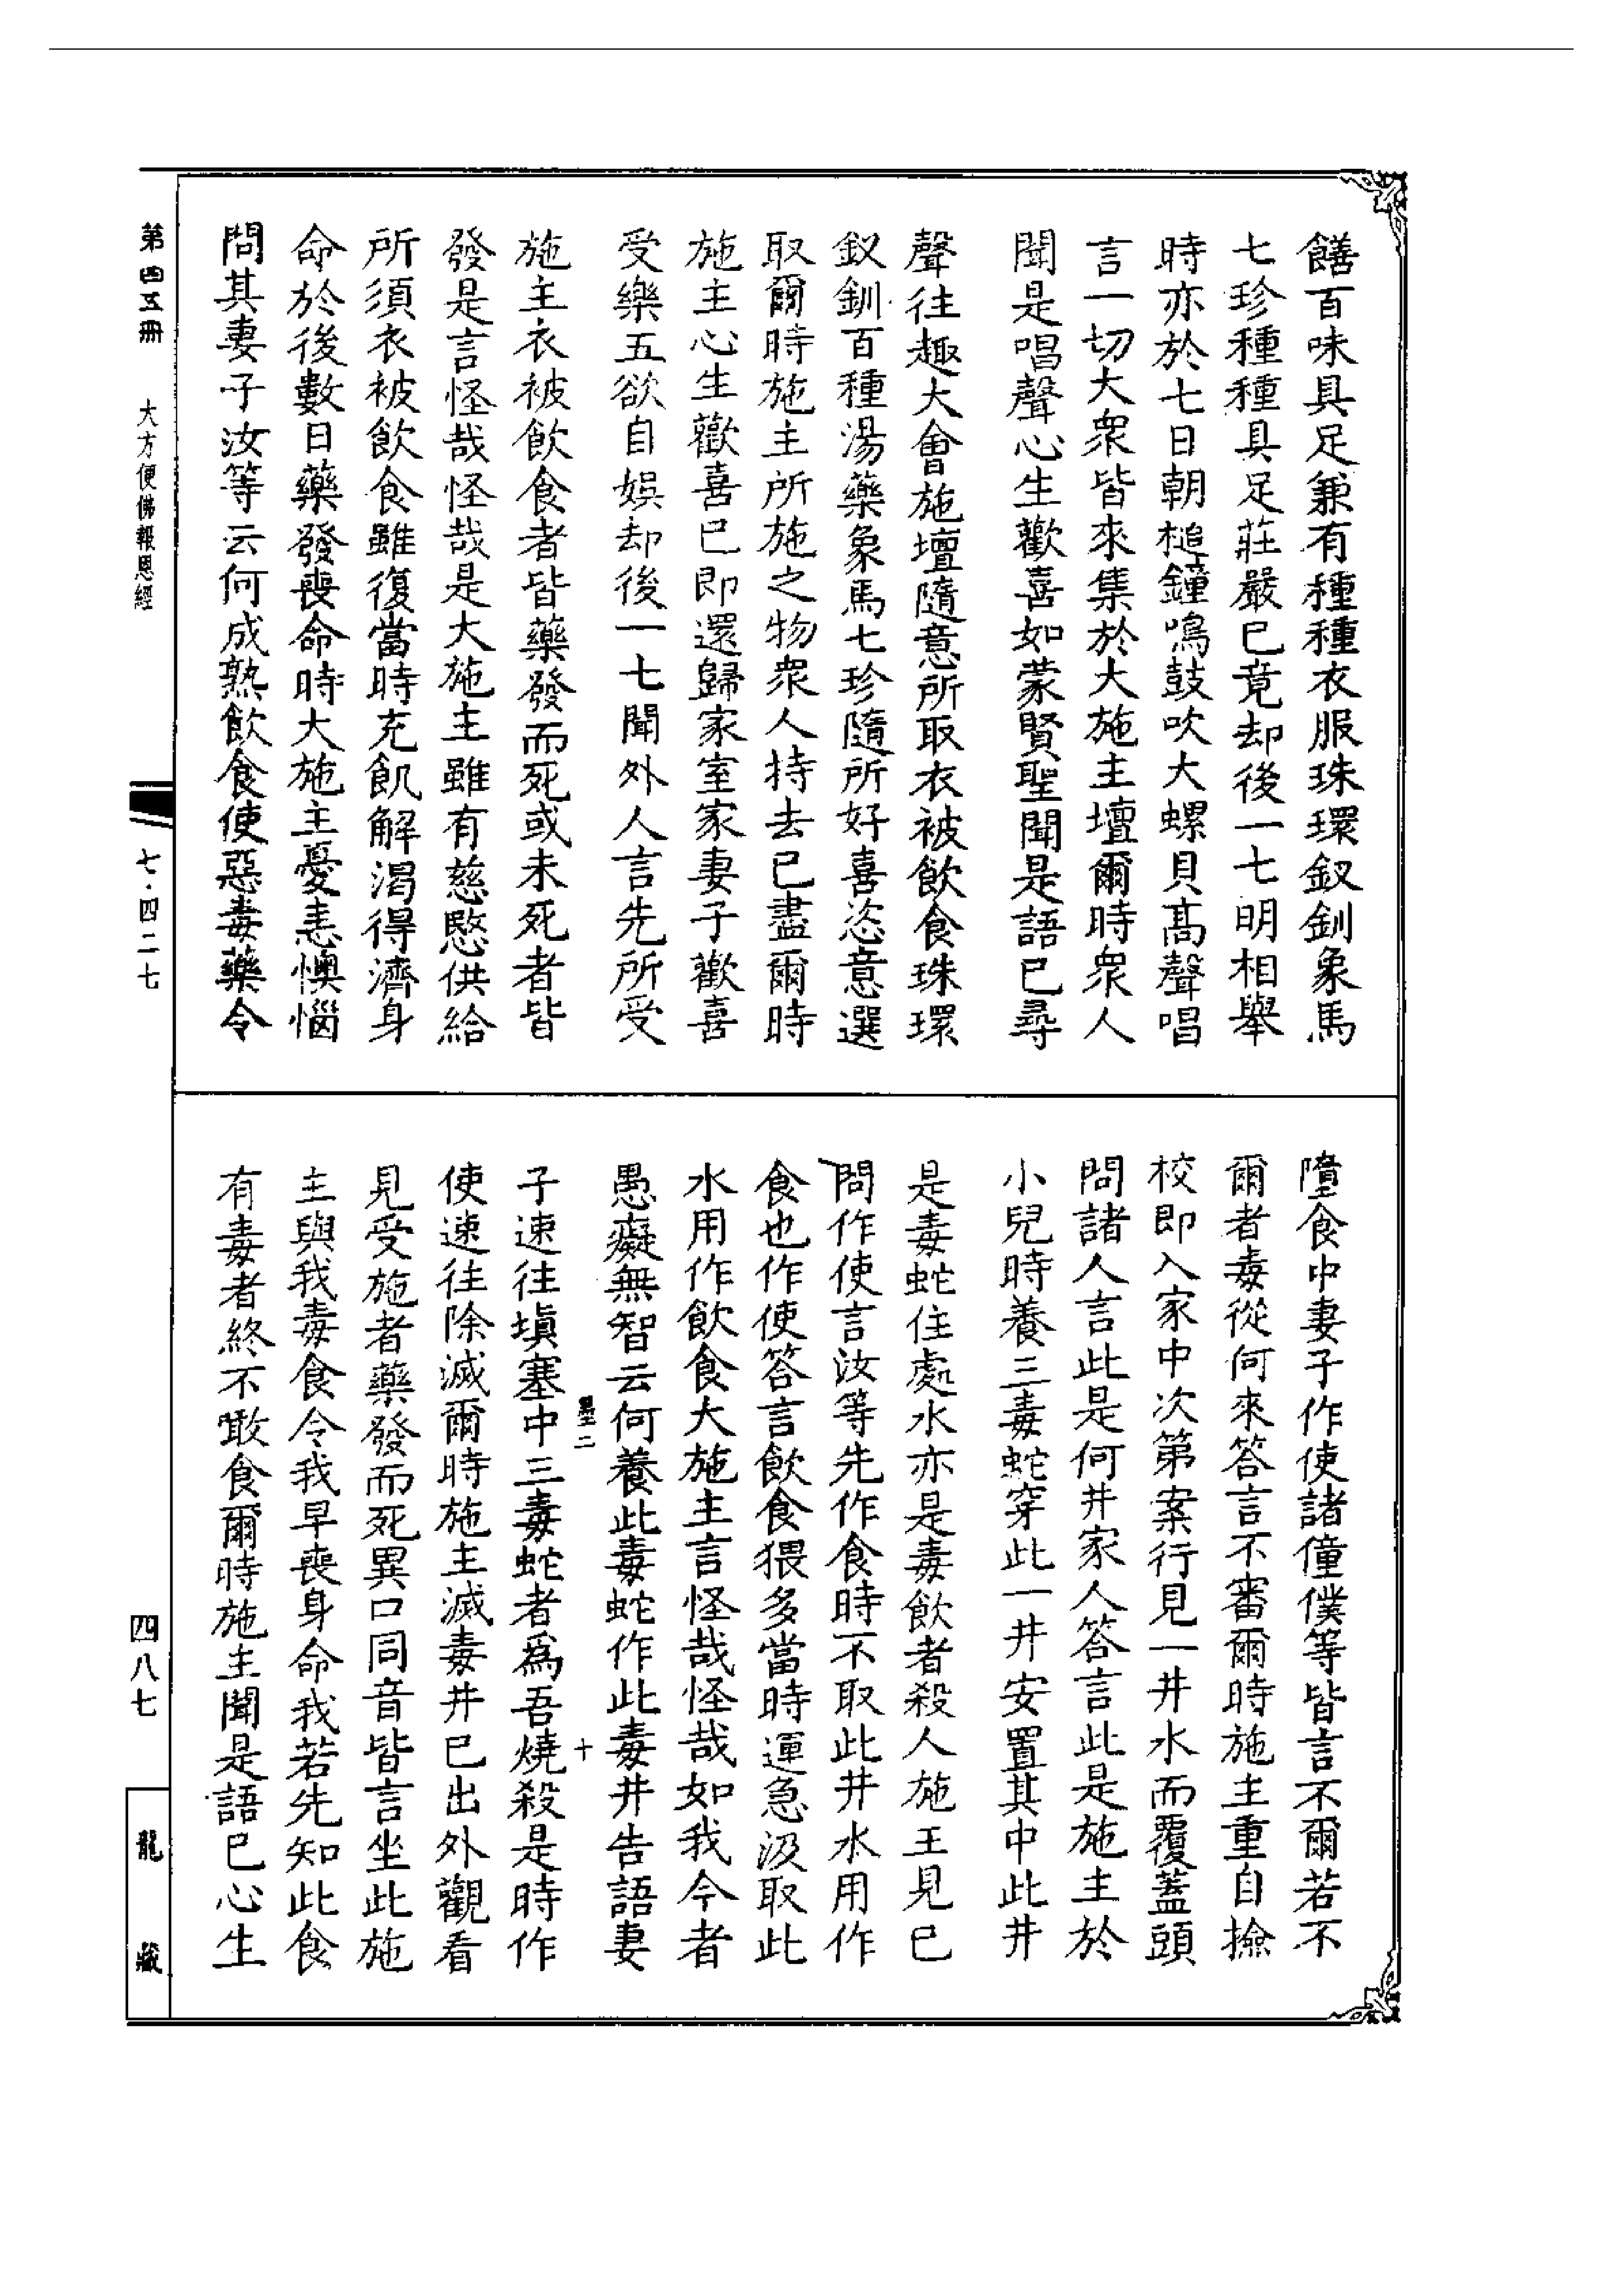 饍百味具足兼有種種衣服珠環釵釧象馬
七珍種種具足莊嚴已竟却後一七明相舉
時亦於七日朝槌鐘鳴鼓吹大螺貝高聲唱
言一切大眾皆來集於大施主壇爾時眾人
聞是唱聲心生歡喜如蒙賢聖聞是語已尋
聲往趣大會施壇隨意所取衣被飲食珠環
釵釧百種湯藥象馬七珍隨所好喜恣意選
取爾時施主所施之物眾人持去已盡爾時
施主心生歡喜已即還歸家室家妻子歡喜
受樂五欲自娛却後一七聞外人言先所受
施主衣被飲食者皆藥發而死或未死者皆
發是言怪哉怪哉是大施主雖有慈愍供給
所須衣被飲食雖復當時充飢解渴得濟身
命於後數日藥發喪命時大施主憂恚懊惱
問其妻子汝等云何成熟飲食使惡毒藥令
墮食中妻子作使諸僮僕等皆言不爾若不
爾者毒從何來答言不審爾時施主重自撿
校即入家中次第案行見一井水而覆蓋頭
問諸人言此是何井家人答言此是施主於
小兒時養三毒蛇穿此一井安置其中此井
是毒蛇住處水亦是毒飲者殺人施主見已
問作使言汝等先作食時不取此井水用作
食也作使答言飲食猥多當時運急汲取此
水用作飲食大施主言怪哉怪哉如我今者
愚癡無智云何養此毒蛇作此毒井告語妻
十
子速往填塞中三毒蛇者為吾燒殺是時作
使速往除滅爾時施主滅毒井已出外觀看
見受施者藥發而死異口同音皆言坐此施
主與我毒食令我早喪身命我若先知此食
有毒者終不敢食爾時施主聞是語已心生
第四五冊
大方便佛報恩經
七·四二七
四八七
龍藏